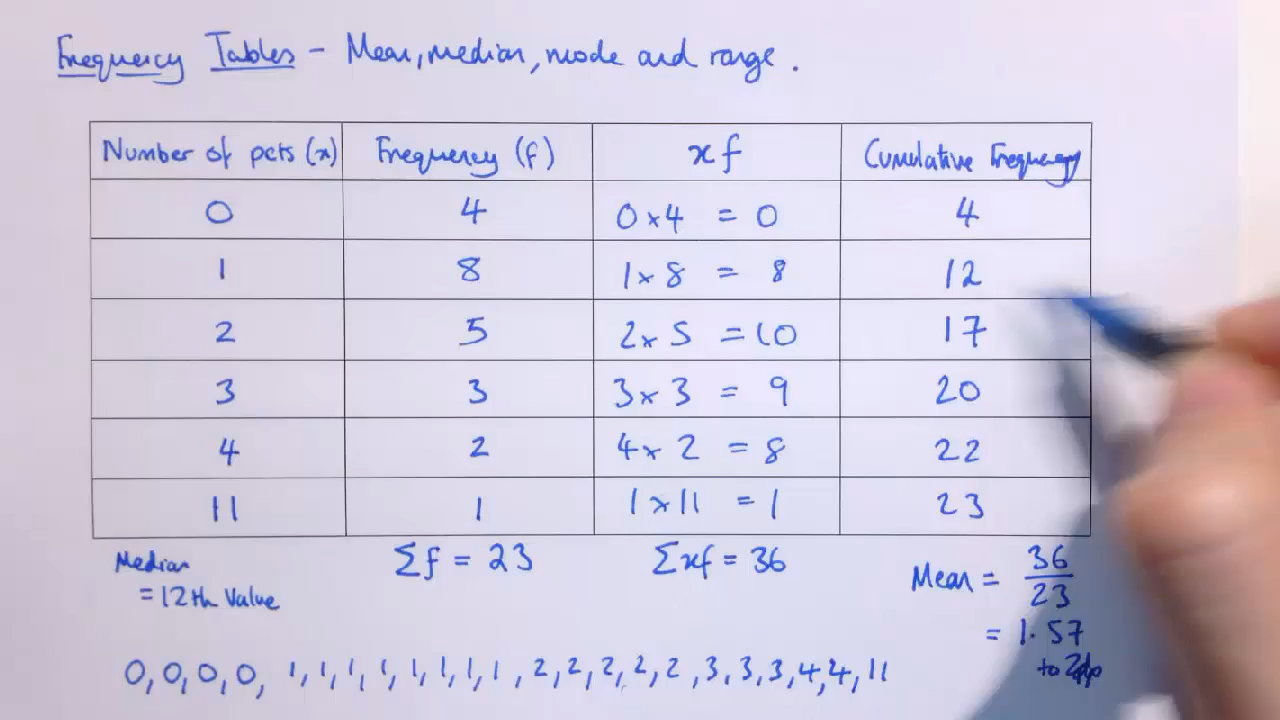 Frequency Tables – Mean, median, mode and range.
Number of pets (x) Frequency (f) xf Cumulative Frequency
0 4 0 x 4 = 0 4
1 8 1 x 8 = 8 12
2 5 2 x 5 = 10 17
3 3 3 x 3 = 9 20
4 2 4 x 2 = 8 22
11 1 1 x 11 = 1 23
Median
= 12th Value
Σf = 23 Σxf = 36
Mean = 36/23
= 1.57
to 2dp
0, 0, 0, 0, 1, 1, 1, 1, 1, 1, 1, 1, 2, 2, 2, 2, 2, 3, 3, 3, 4, 4, 11